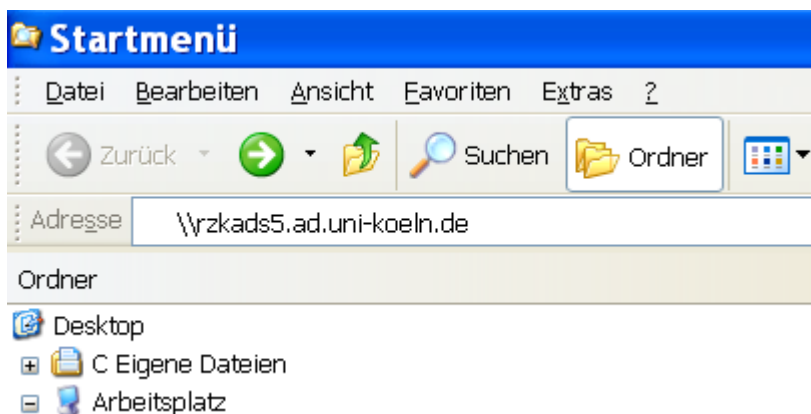 Startmenü
Datei Bearbeiten Ansicht Favoriten Extras ?
Zurück Suchen Ordner
Adresse \\rzkads5.ad.uni-koeln.de
Ordner
Desktop
C Eigene Dateien
Arbeitsplatz